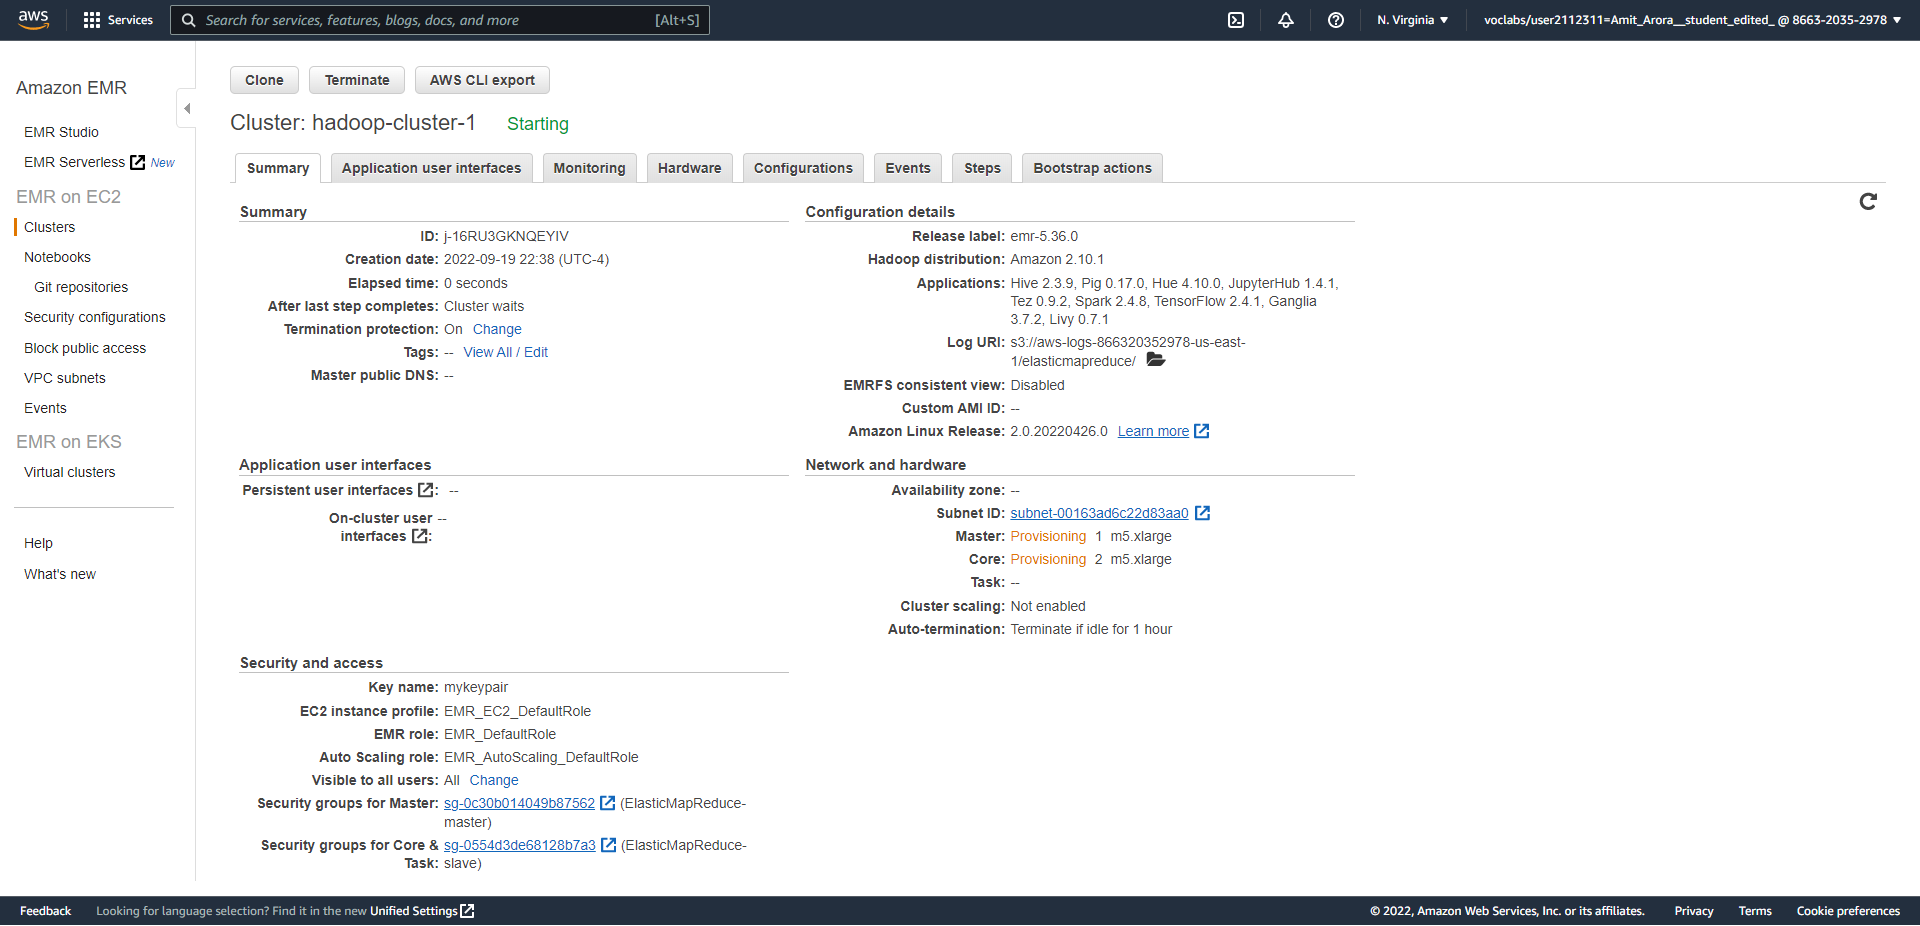 aws
Services
Search for services, features, blogs, docs, and more
[Alt+S]
N. Virginia ▼
voclabs/user2112311=Amit_Arora__student_edited_ @ 8663-2035-2978 ▼
Amazon EMR
EMR Studio
EMR Serverless New
EMR on EC2
Clusters
Notebooks
Git repositories
Security configurations
Block public access
VPC subnets
Events
EMR on EKS
Virtual clusters
Help
What's new
Clone
Terminate
AWS CLI export
Cluster: hadoop-cluster-1 Starting
Summary
Application user interfaces
Monitoring
Hardware
Configurations
Events
Steps
Bootstrap actions
Summary
ID: j-16RU3GKNQEYIV
Creation date: 2022-09-19 22:38 (UTC-4)
Elapsed time: 0 seconds
After last step completes: Cluster waits
Termination protection: On Change
Tags: -- View All / Edit
Master public DNS: --
Configuration details
Release label: emr-5.36.0
Hadoop distribution: Amazon 2.10.1
Applications: Hive 2.3.9, Pig 0.17.0, Hue 4.10.0, JupyterHub 1.4.1,
Tez 0.9.2, Spark 2.4.8, TensorFlow 2.4.1, Ganglia
3.7.2, Livy 0.7.1
Log URI: s3://aws-logs-866320352978-us-east-
1/elasticmapreduce/
EMRFS consistent view: Disabled
Custom AMI ID: --
Amazon Linux Release: 2.0.20220426.0 Learn more
Application user interfaces
Persistent user interfaces : --
On-cluster user --
interfaces :
Network and hardware
Availability zone: --
Subnet ID: subnet-00163ad6c22d83aa0
Master: Provisioning 1 m5.xlarge
Core: Provisioning 2 m5.xlarge
Task: --
Cluster scaling: Not enabled
Auto-termination: Terminate if idle for 1 hour
Security and access
Key name: mykeypair
EC2 instance profile: EMR_EC2_DefaultRole
EMR role: EMR_DefaultRole
Auto Scaling role: EMR_AutoScaling_DefaultRole
Visible to all users: All Change
Security groups for Master: sg-0c30b014049b87562 (ElasticMapReduce-
master)
Security groups for Core & sg-0554d3de68128b7a3 (ElasticMapReduce-
Task: slave)
Feedback
Looking for language selection? Find it in the new Unified Settings
© 2022, Amazon Web Services, Inc. or its affiliates.
Privacy
Terms
Cookie preferences